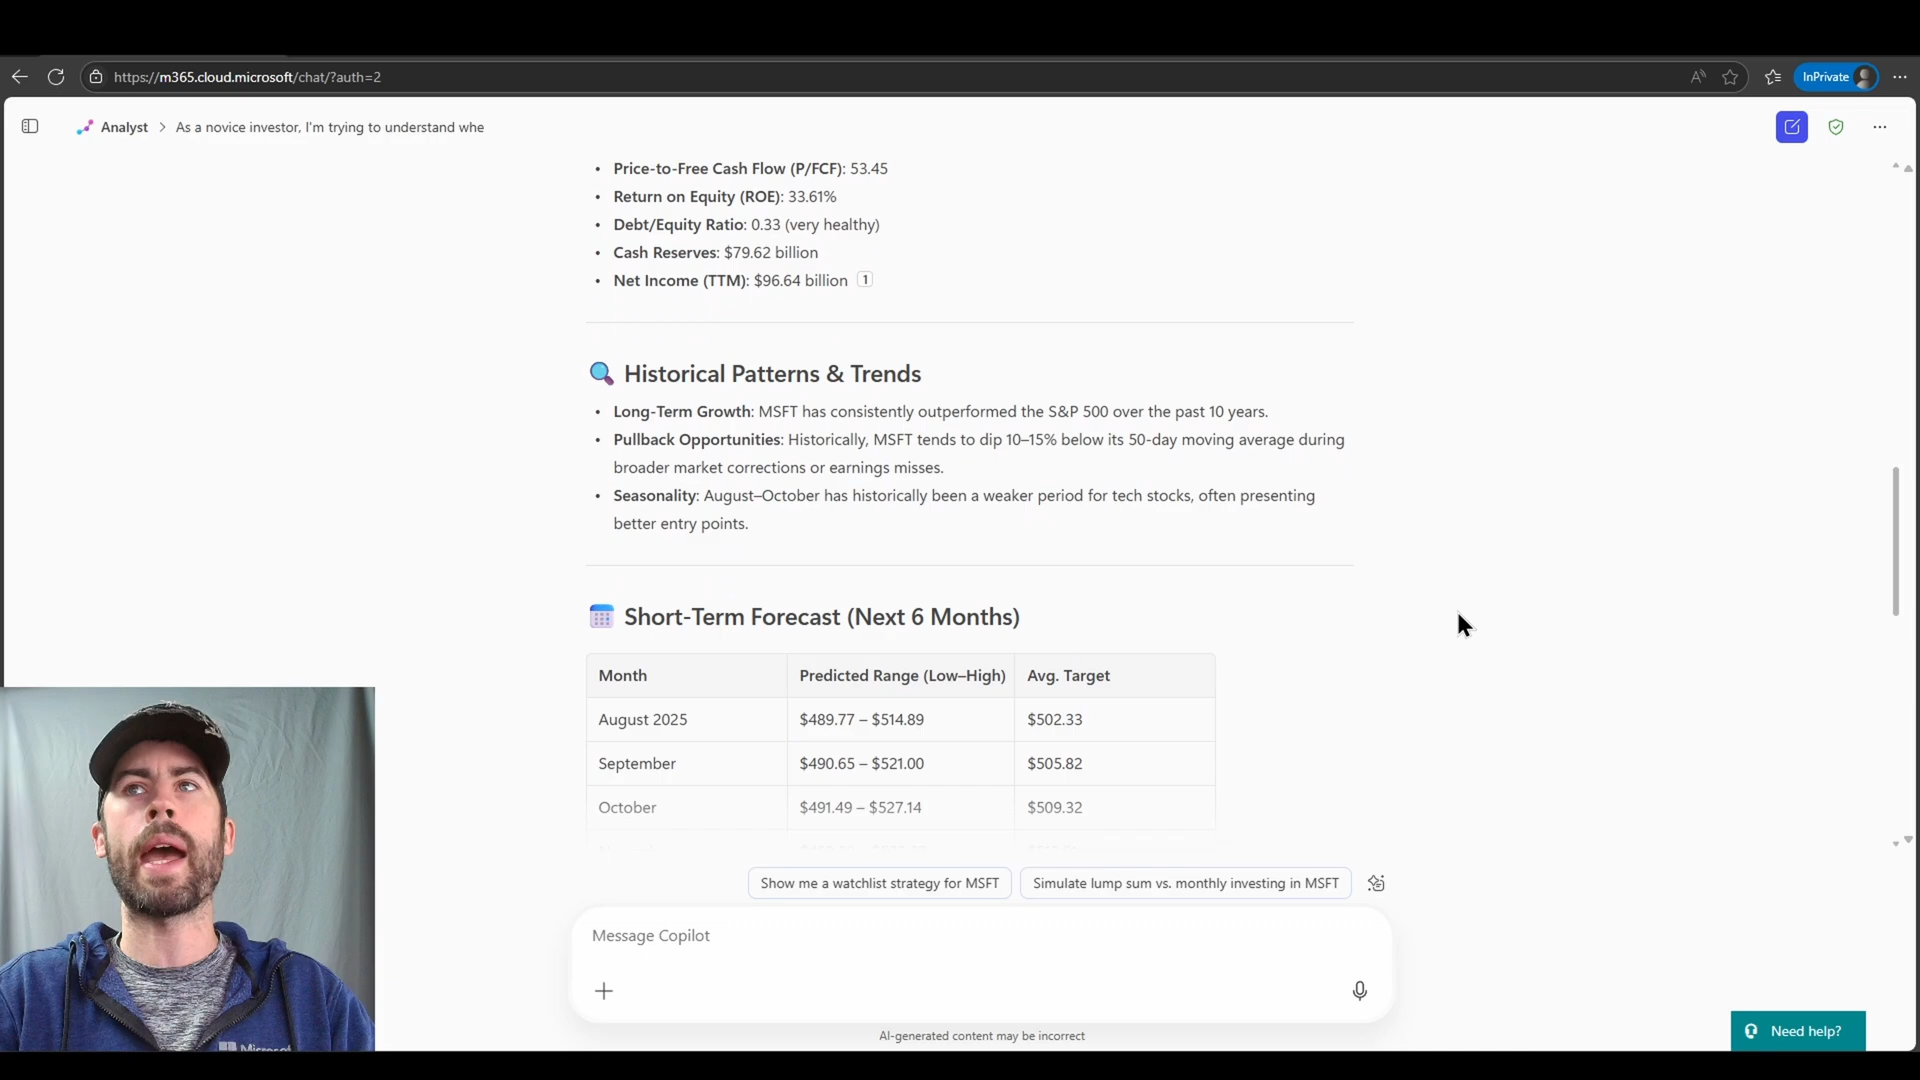 https://m365.cloud.microsoft/chat/?auth=2
InPrivate
Analyst > As a novice investor, I'm trying to understand whe
• Price-to-Free Cash Flow (P/FCF): 53.45
• Return on Equity (ROE): 33.61%
• Debt/Equity Ratio: 0.33 (very healthy)
• Cash Reserves: $79.62 billion
• Net Income (TTM): $96.64 billion 1
Historical Patterns & Trends
• Long-Term Growth: MSFT has consistently outperformed the S&P 500 over the past 10 years.
• Pullback Opportunities: Historically, MSFT tends to dip 10–15% below its 50-day moving average during
broader market corrections or earnings misses.
• Seasonality: August–October has historically been a weaker period for tech stocks, often presenting
better entry points.
Short-Term Forecast (Next 6 Months)
Month Predicted Range (Low–High) Avg. Target
August 2025 $489.77 – $514.89 $502.33
September $490.65 – $521.00 $505.82
October $491.49 – $527.14 $509.32
Show me a watchlist strategy for MSFT
Simulate lump sum vs. monthly investing in MSFT
Message Copilot
AI-generated content may be incorrect
Need help?